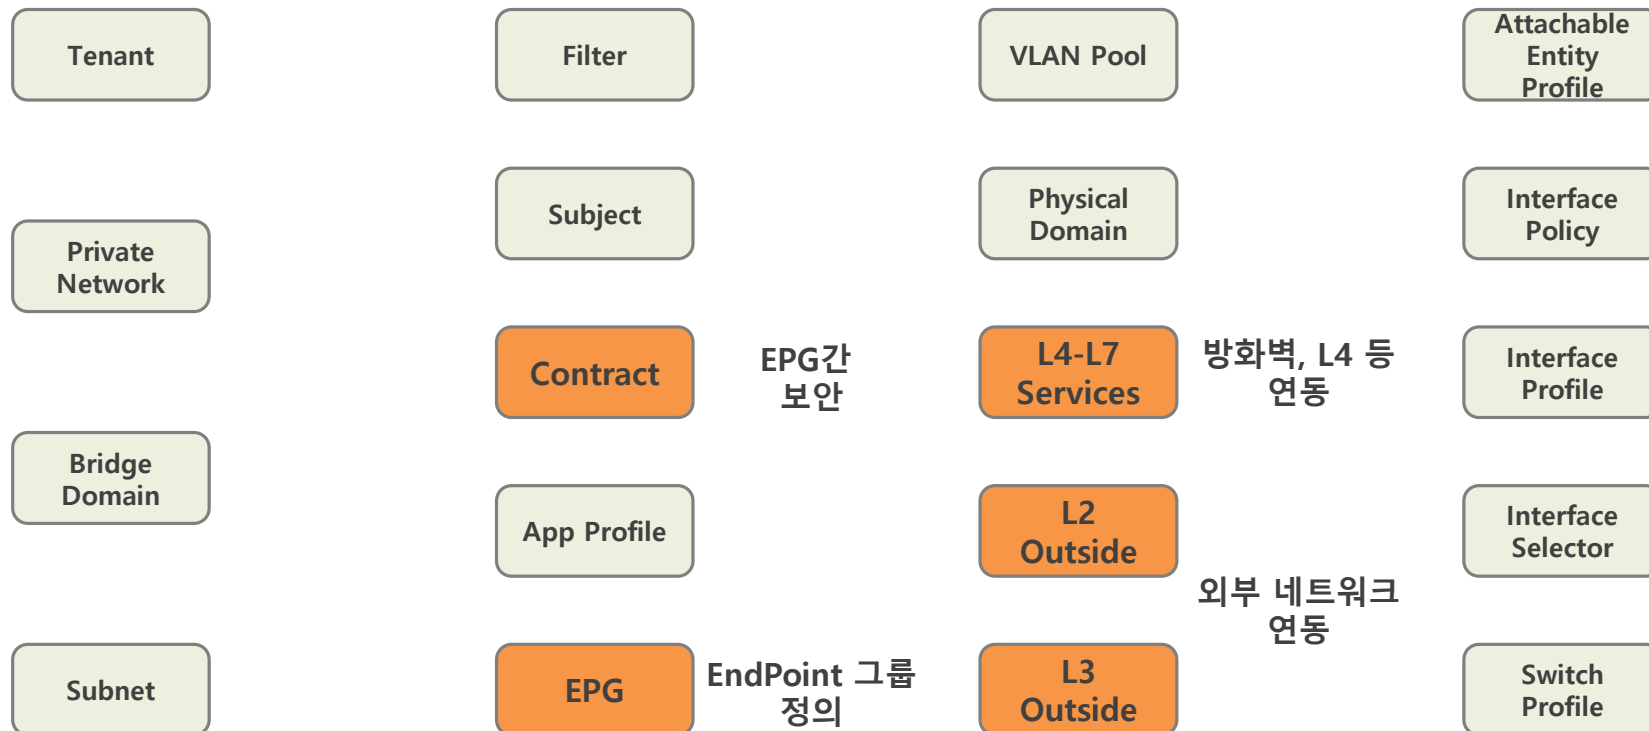 Tenant
Private
Network
Bridge
Domain
Subnet
Filter
Subject
Contract
EPG간
보안
App Profile
EPG
EndPoint 그룹
정의
VLAN Pool
Physical
Domain
L4-L7
Services
방화벽, L4 등
연동
L2
Outside
외부 네트워크
연동
L3
Outside
Attachable
Entity
Profile
Interface
Policy
Interface
Profile
Interface
Selector
Switch
Profile